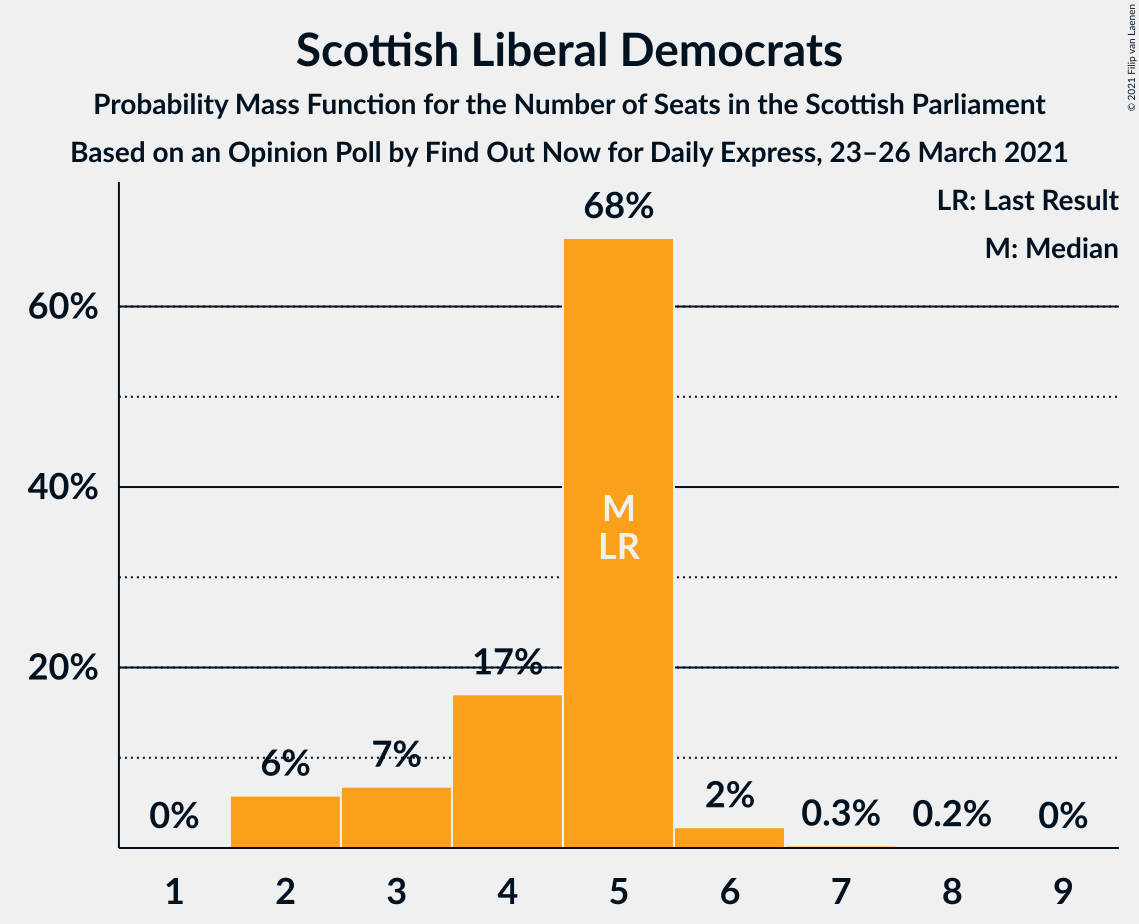 Scottish Liberal Democrats
Probability Mass Function for the Number of Seats in the Scottish Parliament
Based on an Opinion Poll by Find Out Now for Daily Express, 23–26 March 2021
© 2021 Filip van Laenen
LR: Last Result
M: Median
68%
60%
40%
M
LR
20%
17%
6%
7%
0%
2%
0.3%
0.2%
0%
1 2 3 4 5 6 7 8 9